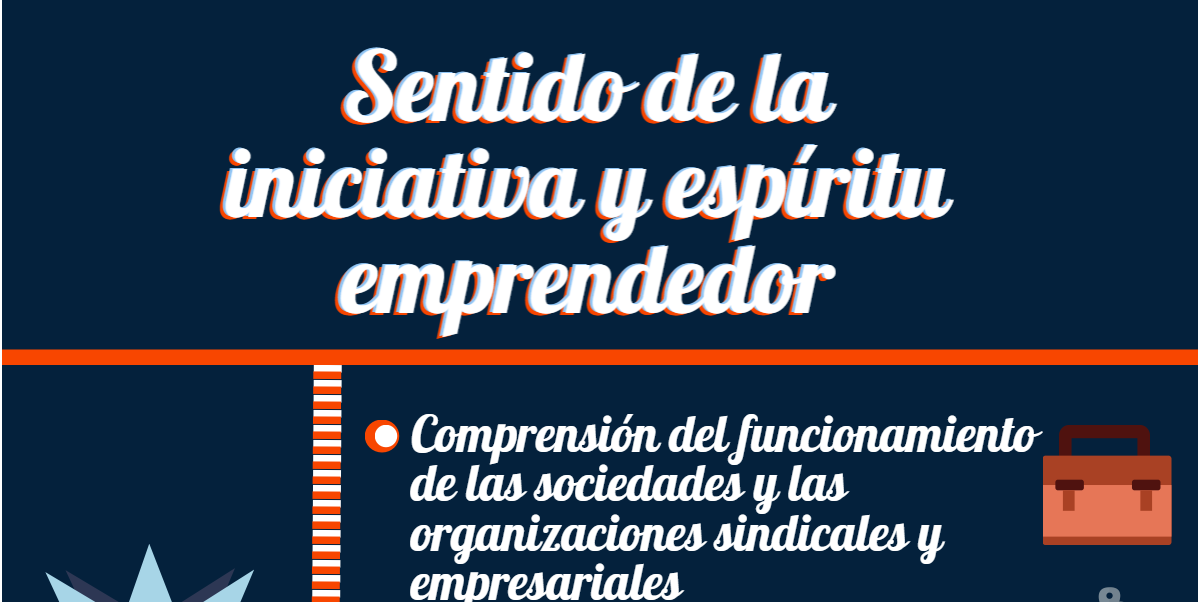 Sentido de la
iniciativa y espíritu
emprendedor
Comprensión del funcionamiento
de las sociedades y las
organizaciones sindicales y
empresariales